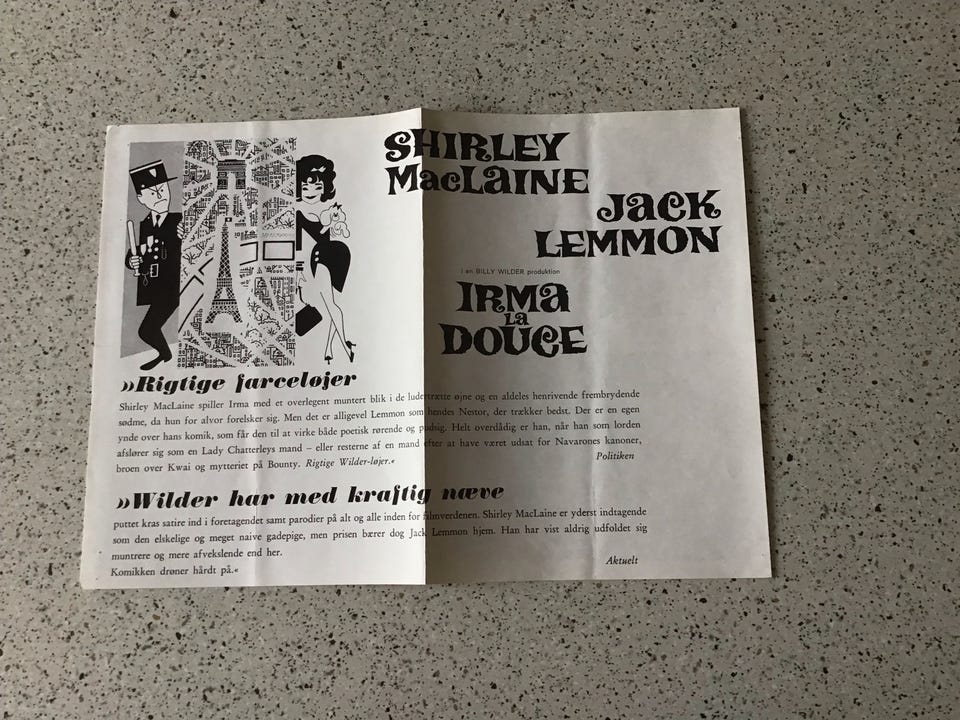 SHIRLEY
MacLAINE
JACK
LEMMON
i en BILLY WILDER produktion
IRMA
La
DOUCE
»Rigtige farceløjer
Shirley MacLaine spiller Irma med et overlegent muntert blik i de ludertrætte øjne og en aldeles henrivende frembrydende
sødme, da hun for alvor forelsker sig. Men det er alligevel Lemmon som hendes Nestor, der trækker bedst. Der er en egen
ynde over hans komik, som får den til at virke både poetisk rørende og pudsig. Helt overdådig er han, når han som lorden
afslører sig som en Lady Chatterleys mand – eller resterne af en mand efter at have været udsat for Navarones kanoner,
broen over Kwai og mytteriet på Bounty. Rigtige Wilder-løjer.«
Politiken
»Wilder har med kraftig næve
puttet kras satire ind i foretagendet samt parodier på alt og alle inden for filmverdenen. Shirley MacLaine er yderst indtagende
som den elskelige og meget naive gadepige, men prisen bærer dog Jack Lemmon hjem. Han har vist aldrig udfoldet sig
muntrere og mere afvekslende end her.
Aktuelt
Komikken drøner hårdt på.«